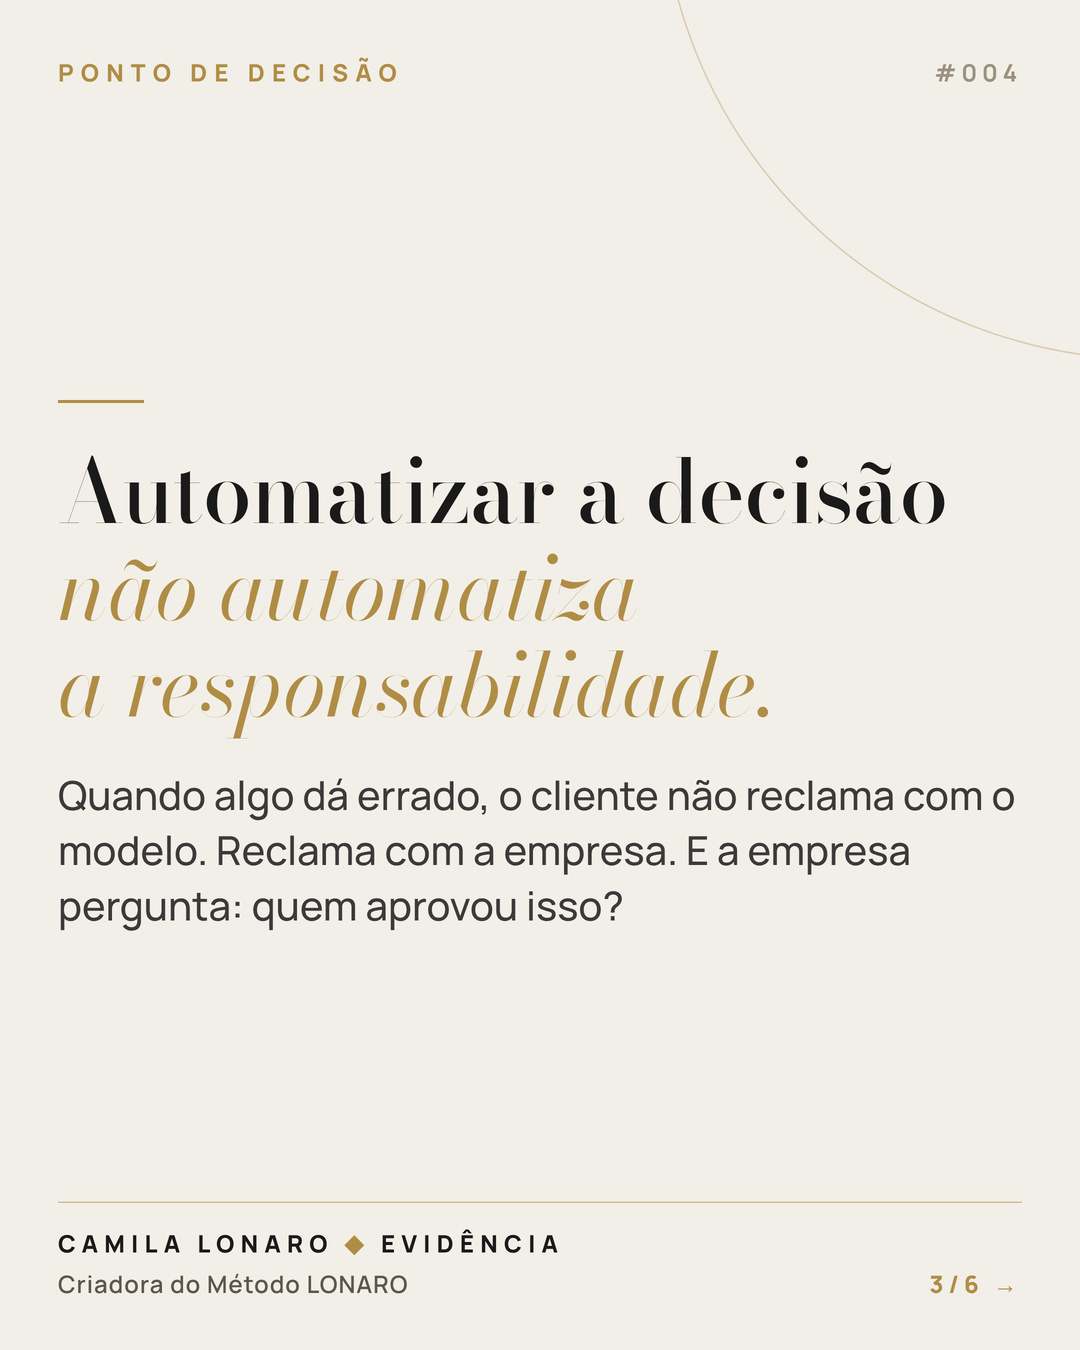 PONTO DE DECISÃO
#004
Automatizar a decisão
não automatiza
a responsabilidade.
Quando algo dá errado, o cliente não reclama com o
modelo. Reclama com a empresa. E a empresa
pergunta: quem aprovou isso?
CAMILA LONARO ◆ EVIDÊNCIA
Criadora do Método LONARO
3/6 →